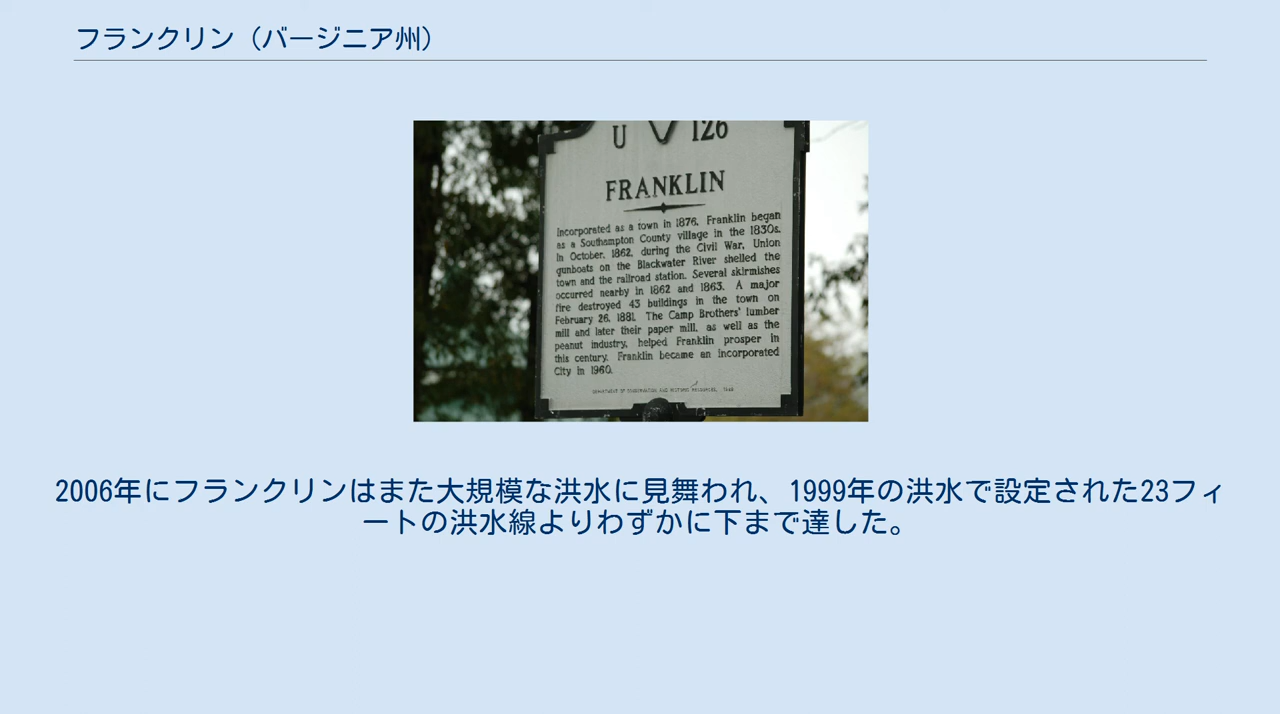 フランクリン（バージニア州）
U 126
FRANKLIN
Incorporated as a town in 1876, Franklin began
as a Southampton County village in the 1830s.
In October, 1862, during the Civil War, Union
gunboats on the Blackwater River shelled the
town and the railroad station. Several skirmishes
occurred nearby in 1862 and 1863. A major
fire destroyed 43 buildings in the town on
February 26, 1881. The Camp Brothers' lumber
mill and later their paper mill, as well as the
peanut industry, helped Franklin prosper in
this century. Franklin became an incorporated
City in 1960.
DEPARTMENT OF CONSERVATION AND HISTORIC RESOURCES,
2006年にフランクリンはまた大規模な洪水に見舞われ、1999年の洪水で設定された23フィ
ートの洪水線よりわずかに下まで達した。